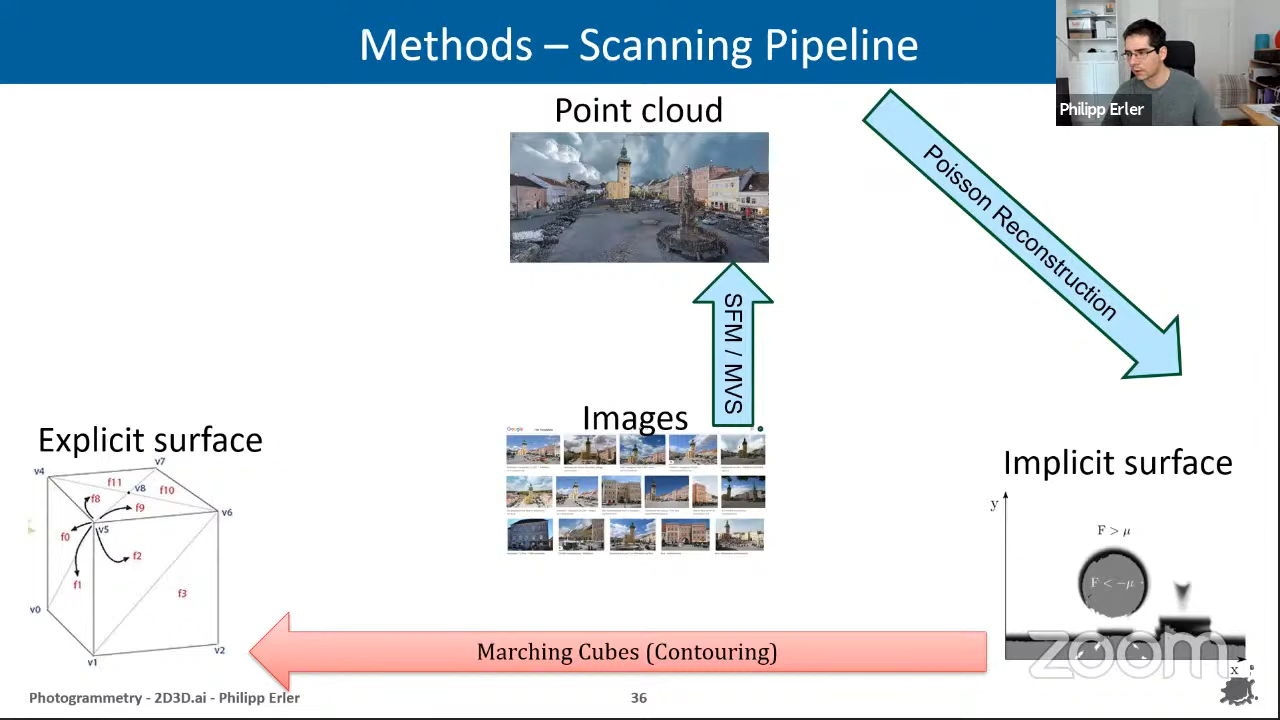 Methods – Scanning Pipeline
Philipp Erler
Point cloud
Poisson Reconstruction
SFM / MVS
Images
Google
Explicit surface
v4
v7
f11
v8
f10
f8
f9
v6
v5
f0
f2
f1
f3
v0
v2
v1
Implicit surface
y
F > μ
F < −μ
x
Marching Cubes (Contouring)
zoom
Photogrammetry - 2D3D.ai - Philipp Erler
36